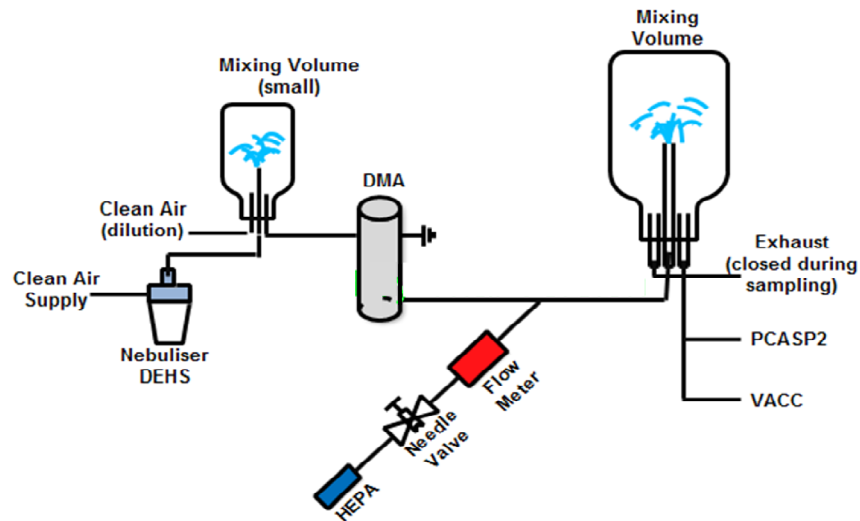 Mixing Volume
(small)
Clean Air
(dilution)
Clean Air
Supply
Nebuliser
DEHS
DMA
Flow
Meter
Needle
Valve
HEPA
Mixing
Volume
Exhaust
(closed during
sampling)
PCASP2
VACC